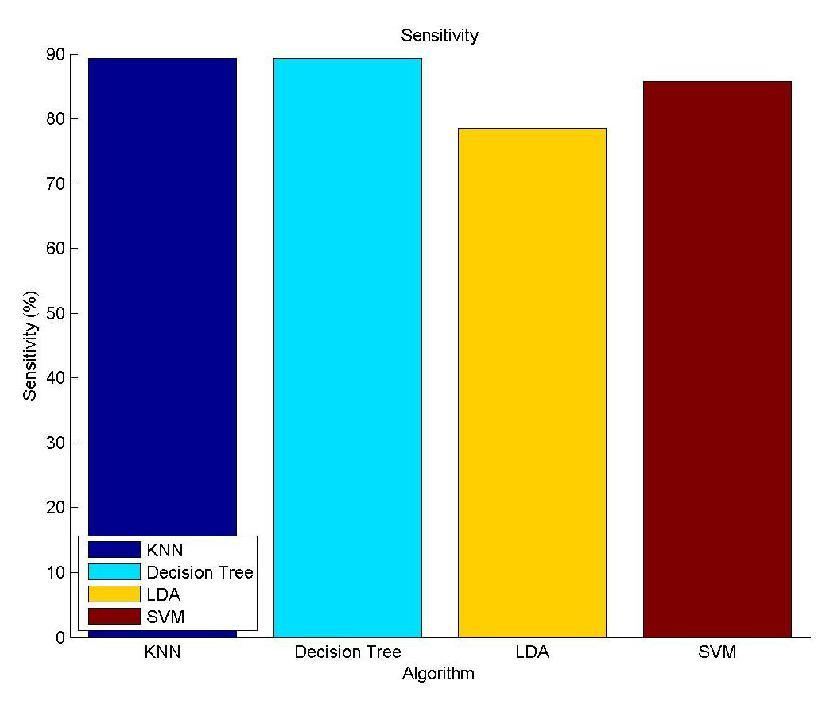 Sensitivity
90
80
70
60
50
40
30
20
10
0
Sensitivity (%)
KNN
Decision Tree
LDA
SVM
KNN Decision Tree LDA SVM
Algorithm